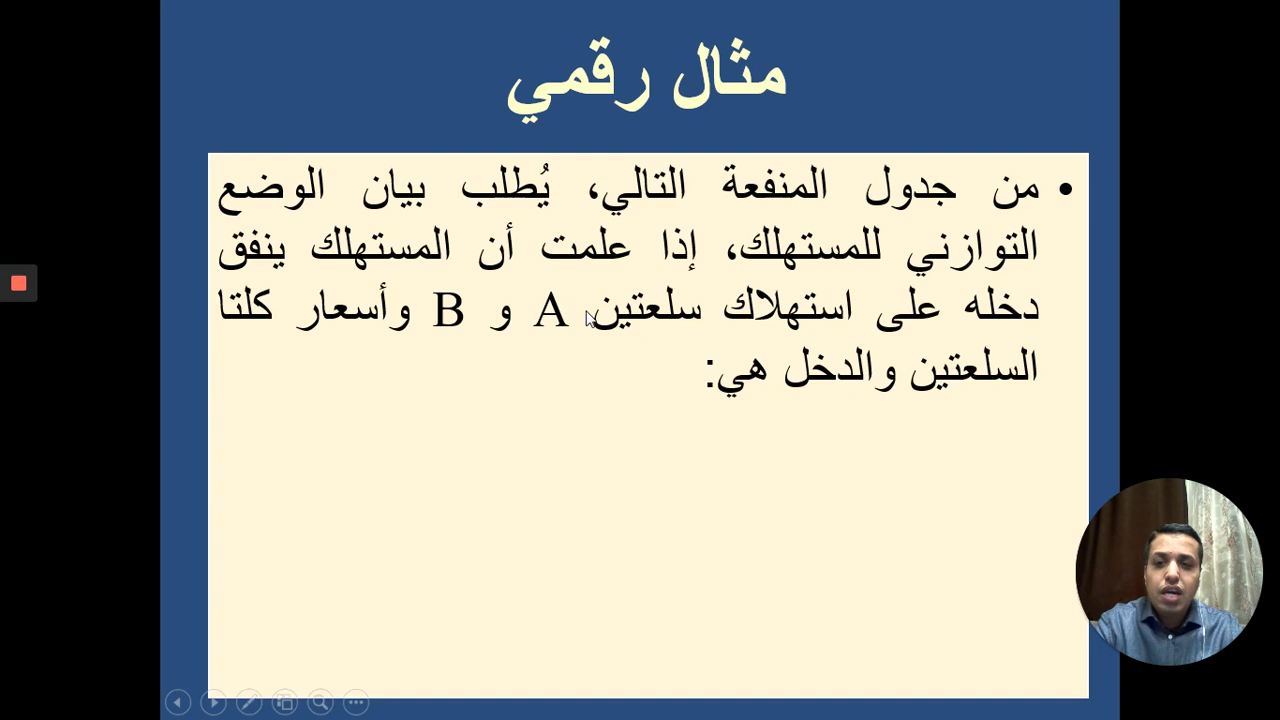 مثال رقمي
• من جدول المنفعة التالي، يُطلب بيان الوضع
التوازني للمستهلك، إذا علمت أن المستهلك ينفق
دخله على استهلاك سلعتين A و B وأسعار كلتا
السلعتين والدخل هي: